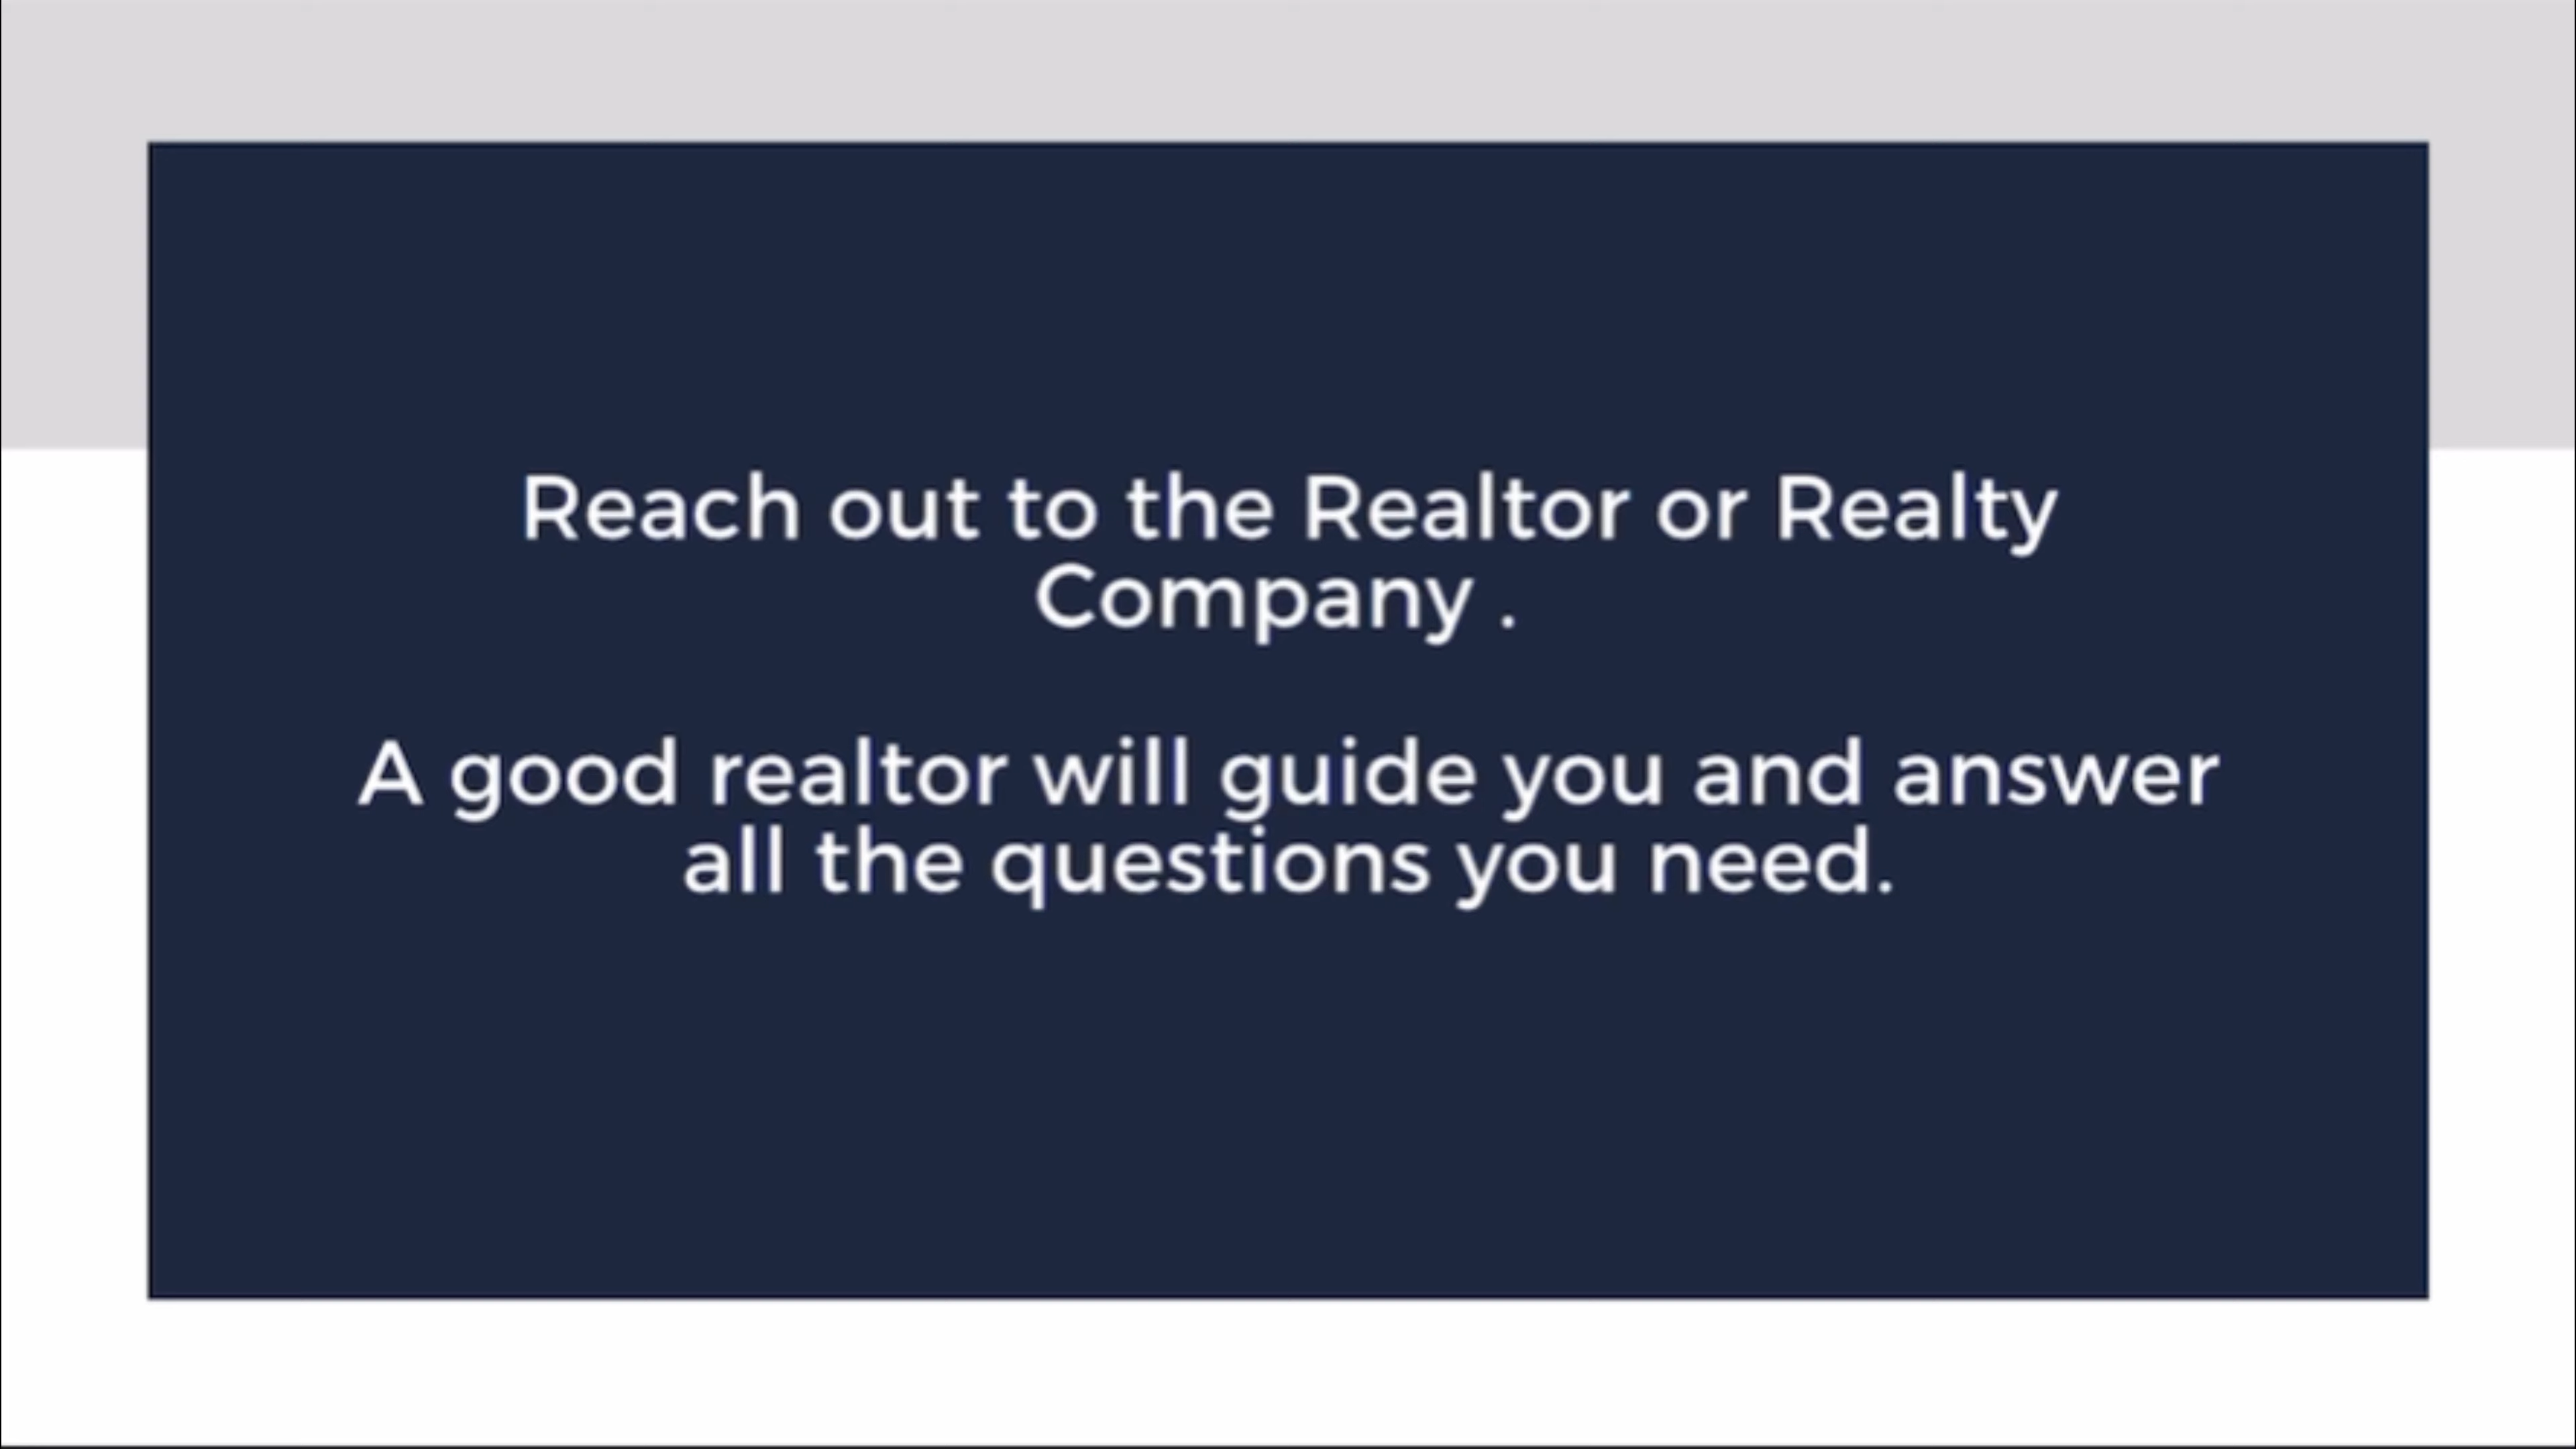 Reach out to the Realtor or Realty
Company .
A good realtor will guide you and answer
all the questions you need.